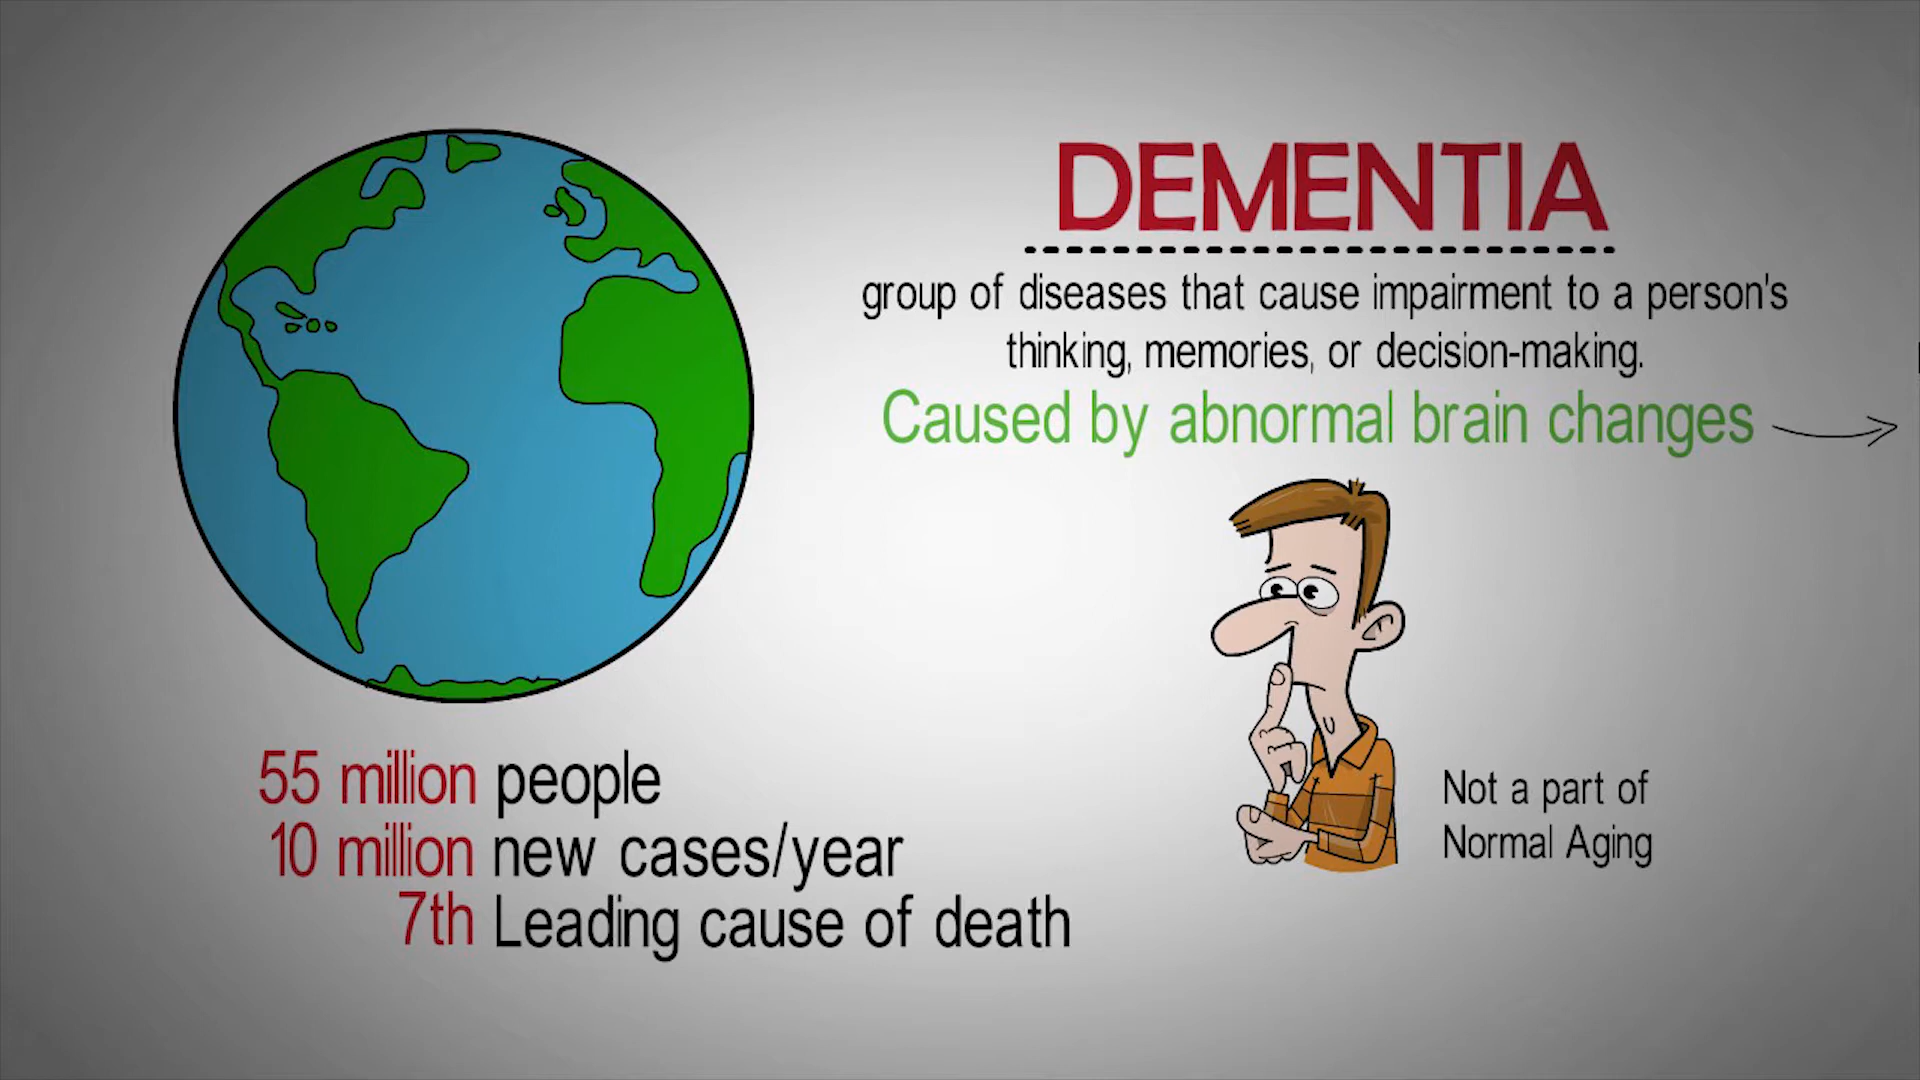 DEMENTIA
group of diseases that cause impairment to a person's
thinking, memories, or decision-making.
Caused by abnormal brain changes
55 million people
10 million new cases/year
7th Leading cause of death
Not a part of
Normal Aging